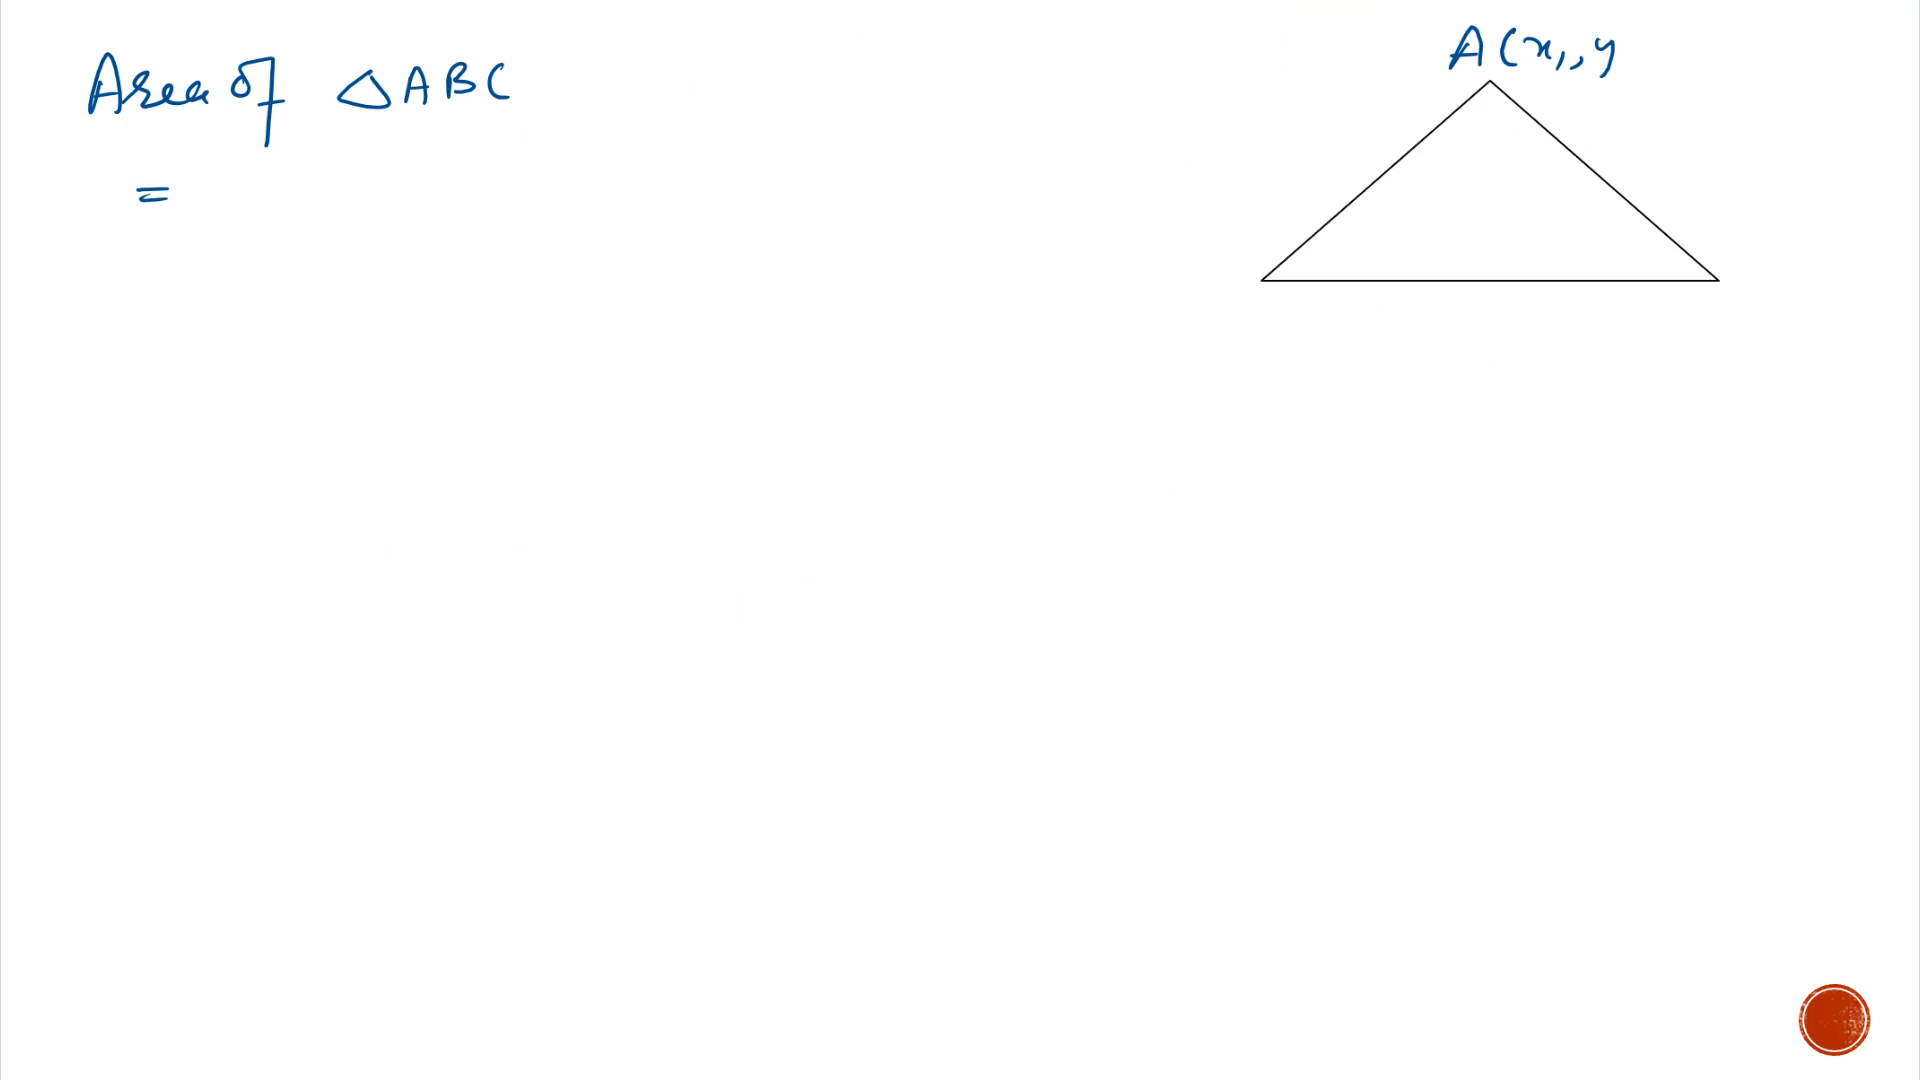 Area of △ABC
A(x₁,y
=